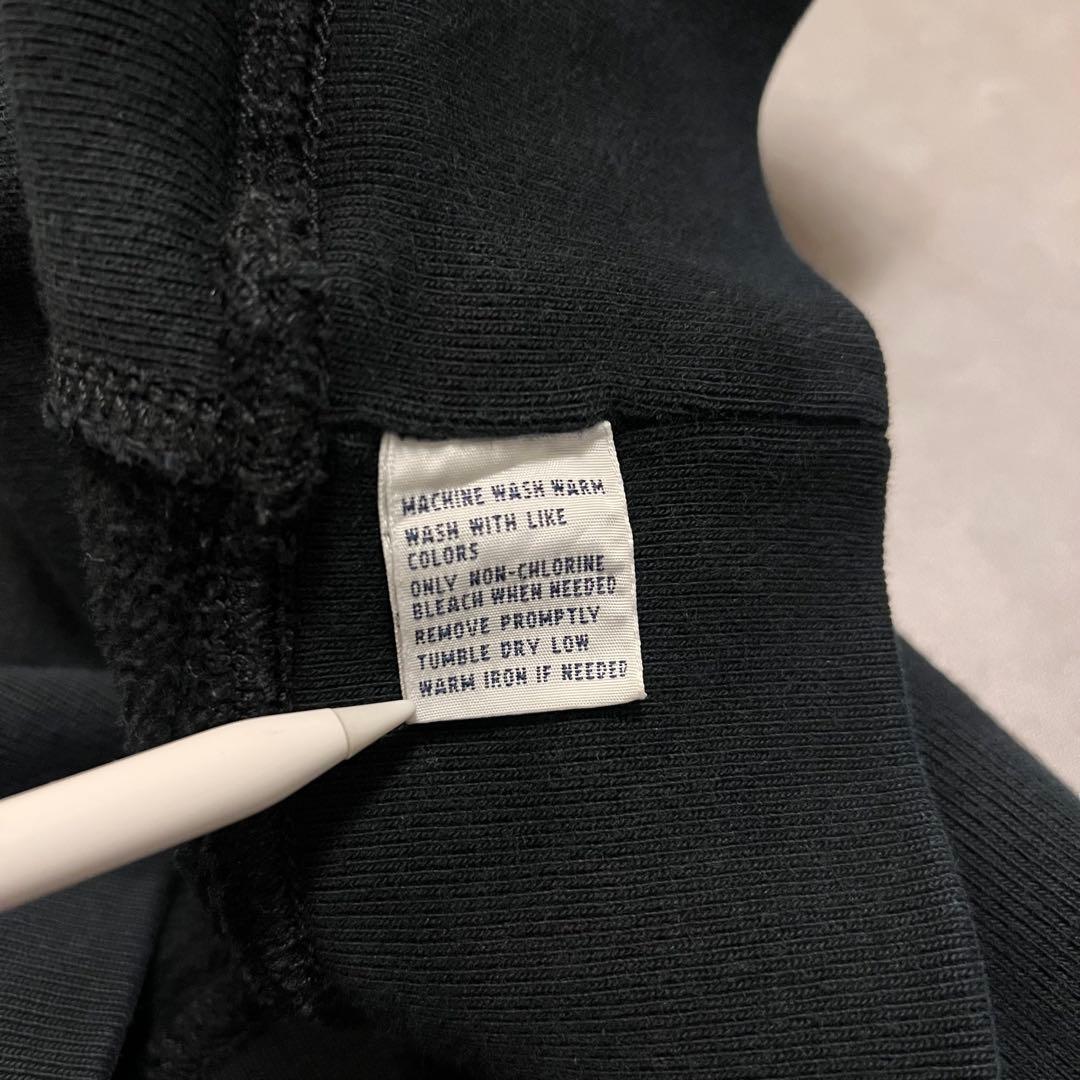 MACHINE WASH WARM
WASH WITH LIKE
COLORS
ONLY NON-CHLORINE
BLEACH WHEN NEEDED
REMOVE PROMPTLY
TUMBLE DRY LOW
WARM IRON IF NEEDED